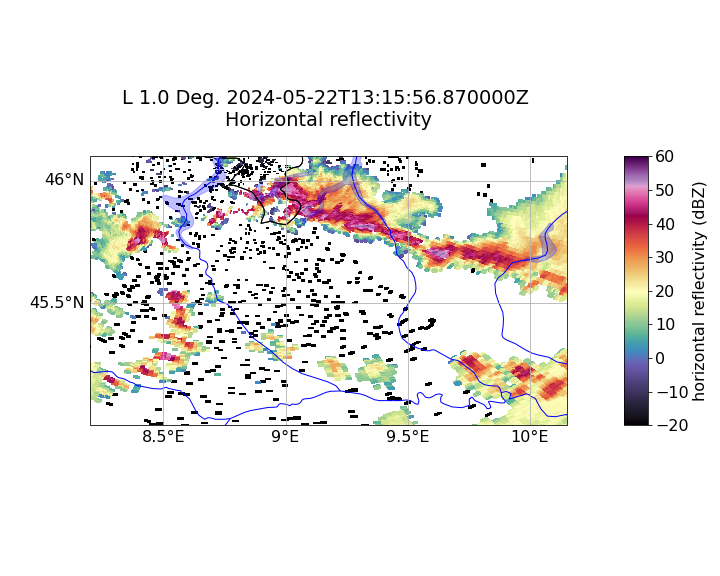 L 1.0 Deg. 2024-05-22T13:15:56.870000Z
Horizontal reflectivity
46°N
45.5°N
8.5°E
9°E
9.5°E
10°E
60
50
40
30
20
10
0
−10
−20
horizontal reflectivity (dBZ)